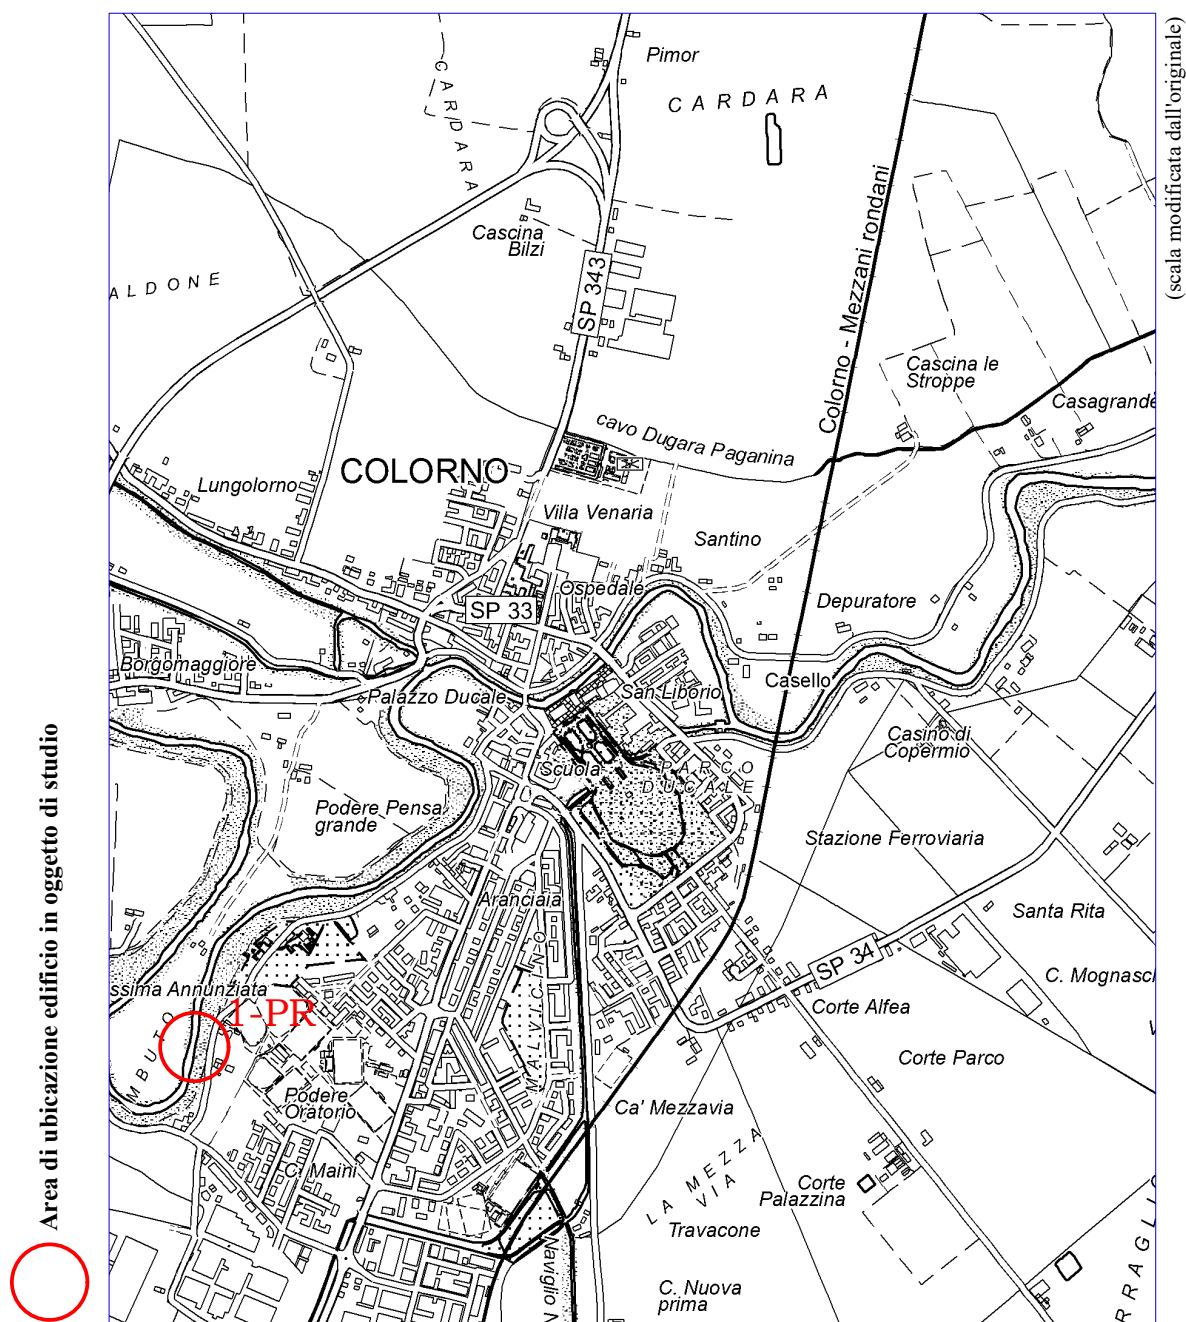 Pimor
CARDARA
CARDARA
(scala modificata dall'originale)
Cascina
Bilzi
ALDONE
SP 343
Colorno - Mezzani rondani
Cascina le
Stroppe
Casagrande
cavo Dugara Paganina
COLORNO
Lungolorno
Villa Venaria
Santino
Ospedale
SP 33
Depuratore
Borgomaggiore
Palazzo Ducale
San Liborio
Casello
Casino di
Copermio
Scuola
PARCO
DUCALE
Podere Pensa
grande
Stazione Ferroviaria
Aranciaia
Santa Rita
SP 34
C. Mognasc
ssima Annunziata
1-PR
Corte Alfea
MBUTO
MALVICINO
Corte Parco
Podere
Oratorio
Ca' Mezzavia
C. Maini
LA MEZZA
VIA
Corte
Palazzina
Travacone
Naviglio N
C. Nuova
prima
RRAGLI
Area di ubicazione edificio in oggetto di studio